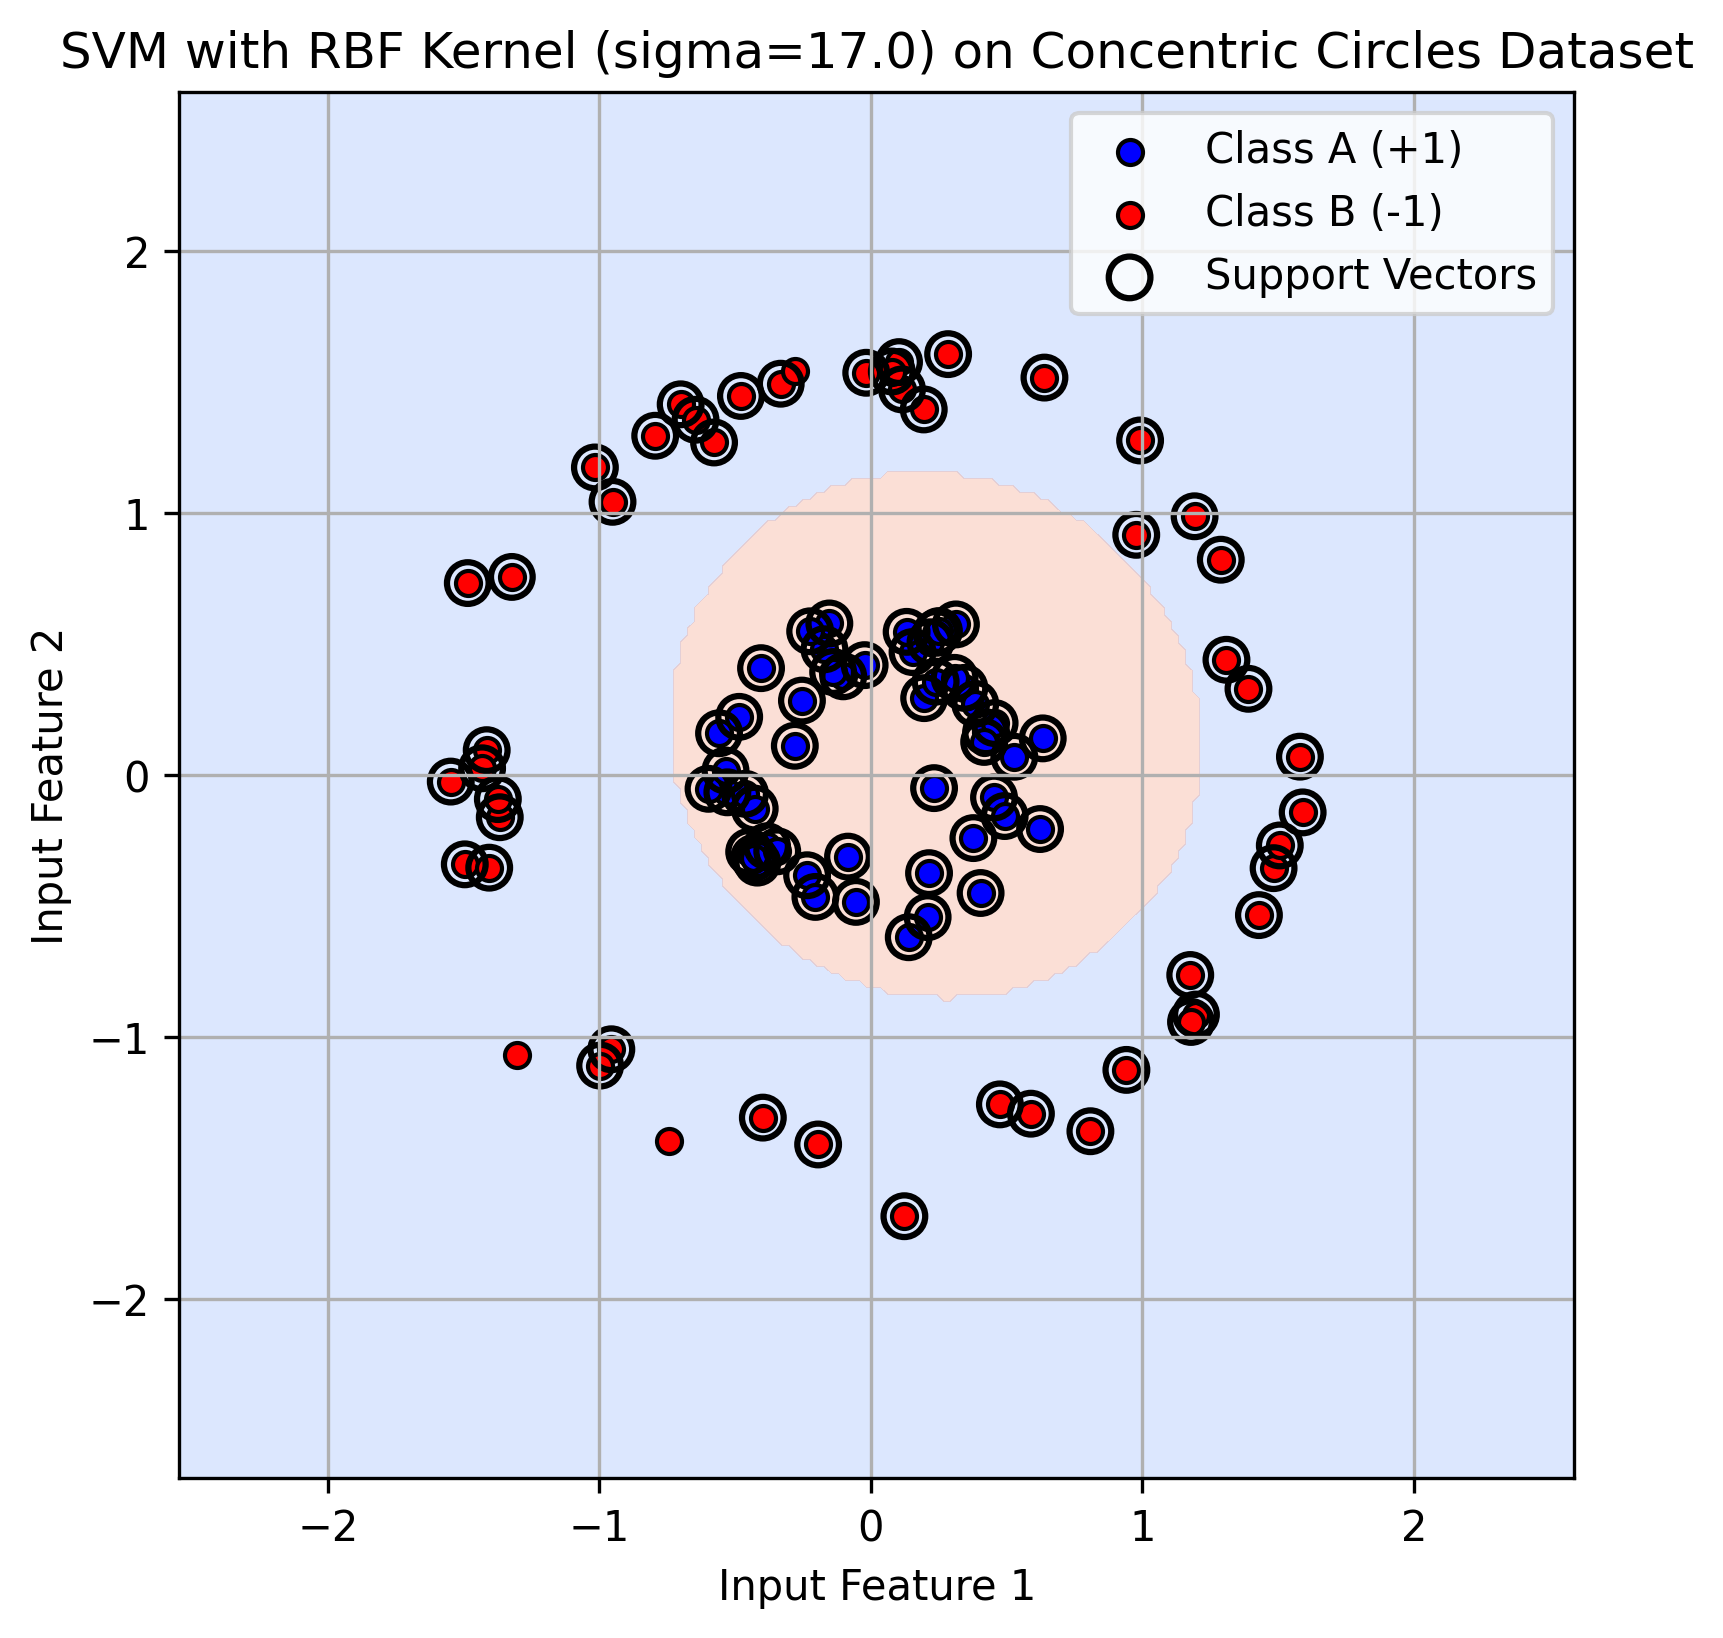 SVM with RBF Kernel (sigma=17.0) on Concentric Circles Dataset
Class A (+1)
Class B (-1)
Support Vectors
Input Feature 2
2
1
0
−1
−2
−2
−1
0
1
2
Input Feature 1